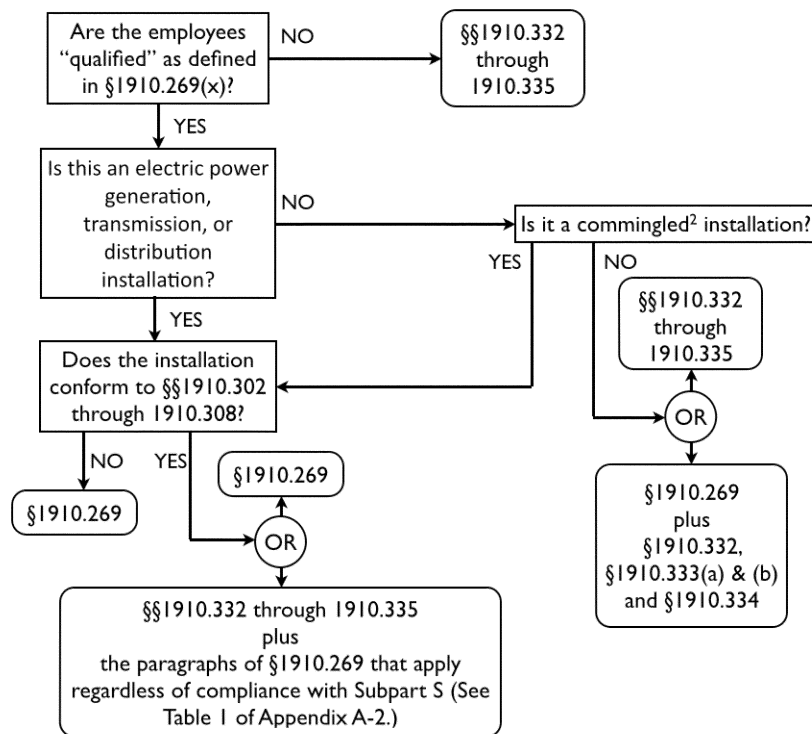 Are the employees
“qualified” as defined
in §1910.269(x)?
NO
§§1910.332
through
1910.335
YES
Is this an electric power
generation,
transmission, or
distribution
installation?
NO
Is it a commingled² installation?
YES
NO
§§1910.332
through
1910.335
OR
§1910.269
plus
§1910.332,
§1910.333(a) & (b)
and §1910.334
YES
Does the installation
conform to §§1910.302
through 1910.308?
NO
§1910.269
YES
§1910.269
OR
§§1910.332 through 1910.335
plus
the paragraphs of §1910.269 that apply
regardless of compliance with Subpart S (See
Table 1 of Appendix A-2.)